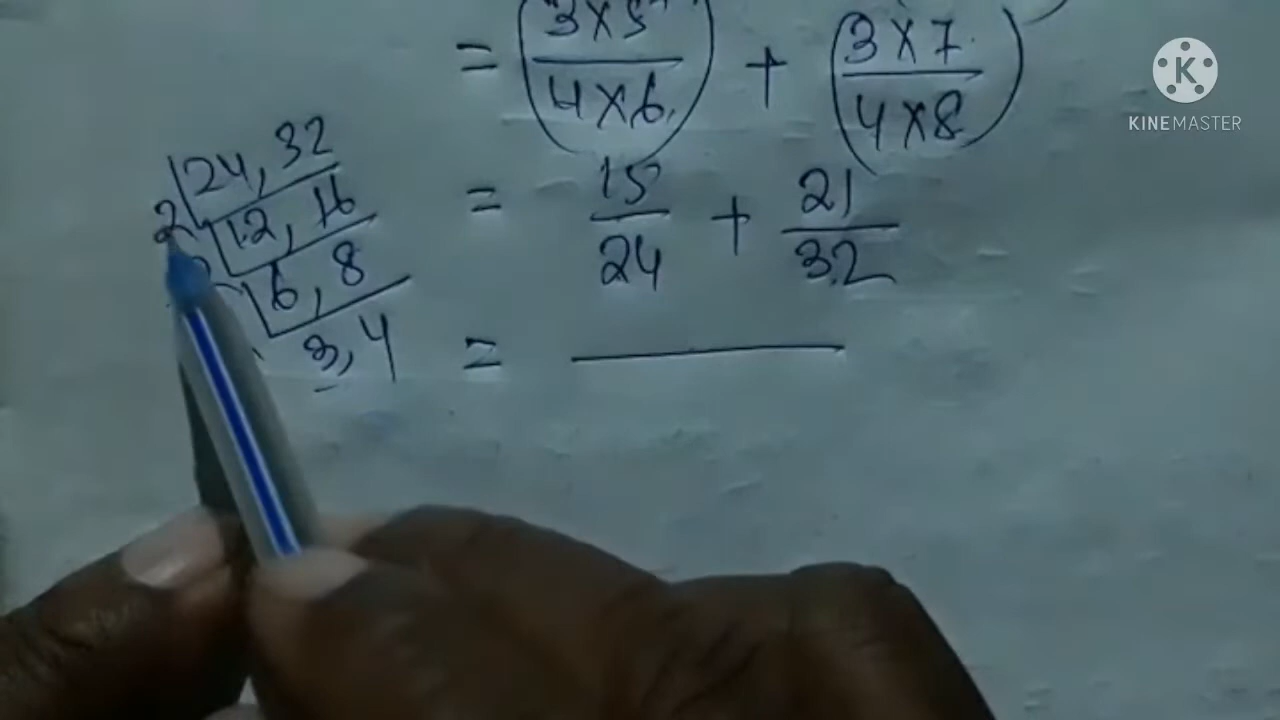 = (3×5 / 4×6) + (3×7 / 4×8)
K
KINEMASTER
2 | 24, 32
12, 16
6, 8
3, 4
= 15/24 + 21/32
=